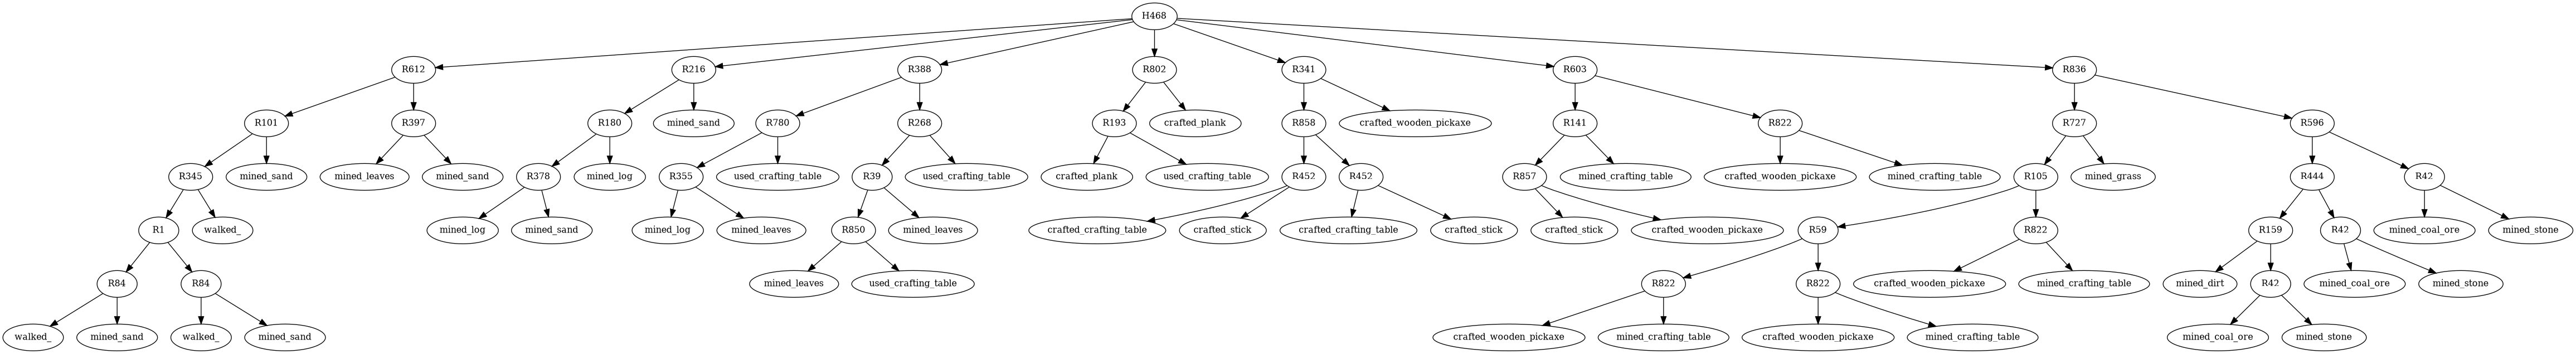 H468
R612 R216 R388 R802 R341 R603 R836
R101 R397 R180 mined_sand R780 R268 R193 crafted_plank R858 crafted_wooden_pickaxe R141 R822 R727 R596
R345 mined_sand mined_leaves mined_sand R378 mined_log R355 used_crafting_table R39 used_crafting_table crafted_plank used_crafting_table R452 R452 R857 mined_crafting_table crafted_wooden_pickaxe mined_crafting_table R105 mined_grass R444 R42
R1 walked_ mined_log mined_sand mined_log mined_leaves R850 mined_leaves crafted_crafting_table crafted_stick crafted_crafting_table crafted_stick crafted_stick crafted_wooden_pickaxe R59 R822 R159 R42 mined_coal_ore mined_stone
R84 R84 mined_leaves used_crafting_table R822 R822 crafted_wooden_pickaxe mined_crafting_table mined_dirt R42 mined_coal_ore mined_stone
walked_ mined_sand walked_ mined_sand crafted_wooden_pickaxe mined_crafting_table crafted_wooden_pickaxe mined_crafting_table mined_coal_ore mined_stone